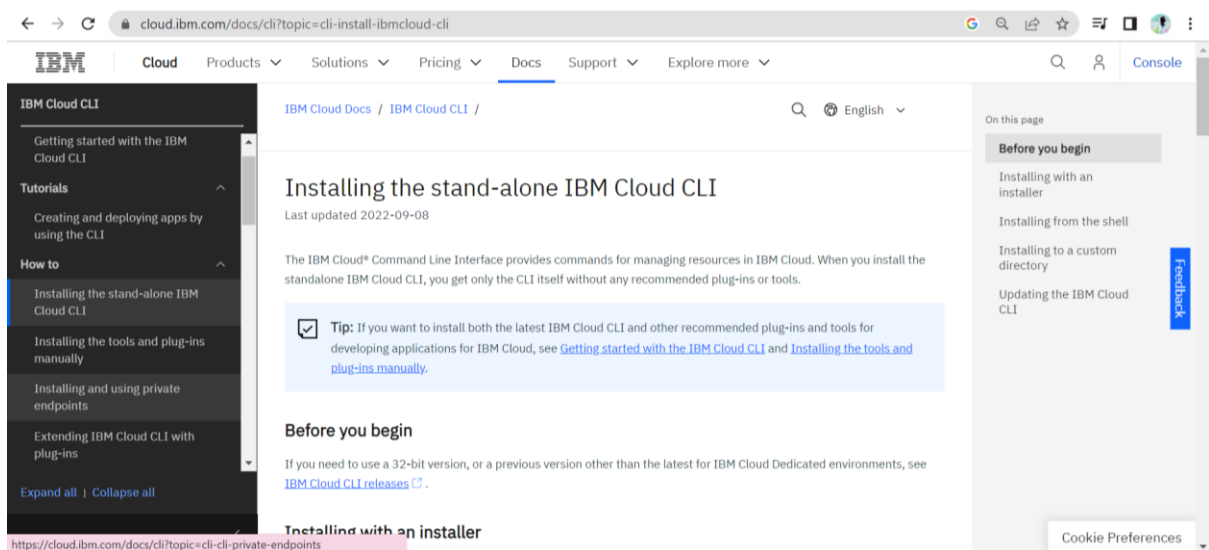 cloud.ibm.com/docs/cli?topic=cli-install-ibmcloud-cli
IBM Cloud Products Solutions Pricing Docs Support Explore more Console
IBM Cloud CLI
Getting started with the IBM
Cloud CLI
Tutorials
Creating and deploying apps by
using the CLI
How to
Installing the stand-alone IBM
Cloud CLI
Installing the tools and plug-ins
manually
Installing and using private
endpoints
Extending IBM Cloud CLI with
plug-ins
Expand all | Collapse all
https://cloud.ibm.com/docs/cli?topic=cli-cli-private-endpoints
IBM Cloud Docs / IBM Cloud CLI /
English
Installing the stand-alone IBM Cloud CLI
Last updated 2022-09-08
The IBM Cloud® Command Line Interface provides commands for managing resources in IBM Cloud. When you install the
standalone IBM Cloud CLI, you get only the CLI itself without any recommended plug-ins or tools.
Tip: If you want to install both the latest IBM Cloud CLI and other recommended plug-ins and tools for
developing applications for IBM Cloud, see Getting started with the IBM Cloud CLI and Installing the tools and
plug-ins manually.
Before you begin
If you need to use a 32-bit version, or a previous version other than the latest for IBM Cloud Dedicated environments, see
IBM Cloud CLI releases .
Installing with an installer
On this page
Before you begin
Installing with an
installer
Installing from the shell
Installing to a custom
directory
Updating the IBM Cloud
CLI
Feedback
Cookie Preferences